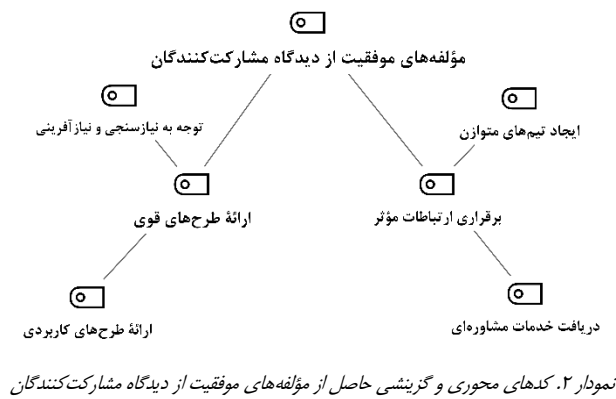 مؤلفه‌های موفقیت از دیدگاه مشارکت‌کنندگان
ایجاد تیم‌های متوازن
توجه به نیازسنجی و نیازآفرینی
برقراری ارتباطات مؤثر
ارائۀ طرح‌های قوی
دریافت خدمات مشاوره‌ای
ارائۀ طرح‌های کاربردی
نمودار ۲. کدهای محوری و گزینشی حاصل از مؤلفه‌های موفقیت از دیدگاه مشارکت‌کنندگان